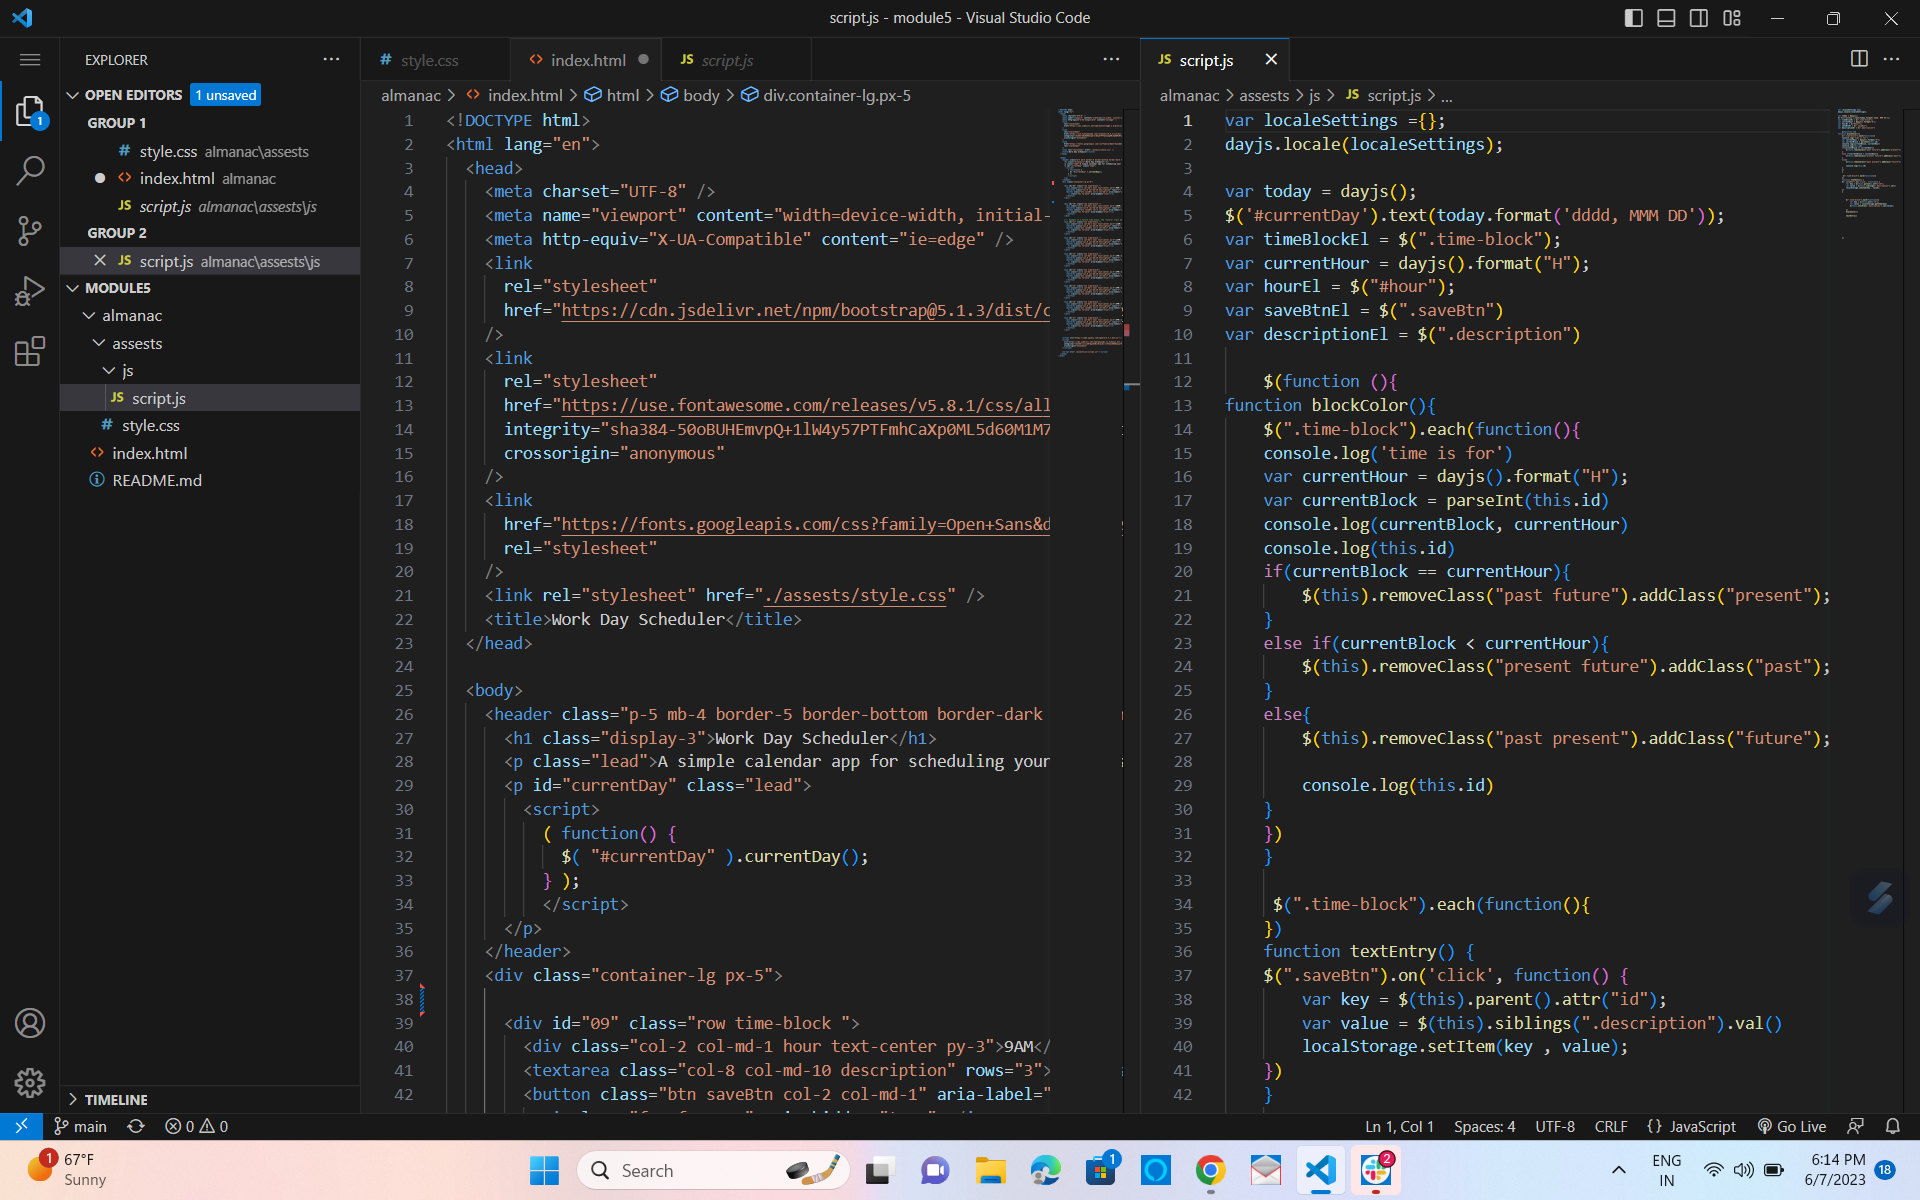 script.js - module5 - Visual Studio Code
EXPLORER
OPEN EDITORS 1 unsaved
GROUP 1
# style.css almanac\assests
<> index.html almanac
JS script.js almanac\assests\js
GROUP 2
JS script.js almanac\assests\js
MODULE5
almanac
assests
js
JS script.js
# style.css
<> index.html
README.md
TIMELINE
# style.css
<> index.html
JS script.js
almanac > <> index.html > html > body > div.container-lg.px-5
1 <!DOCTYPE html>
2 <html lang="en">
3 <head>
4 <meta charset="UTF-8" />
5 <meta name="viewport" content="width=device-width, initial-
6 <meta http-equiv="X-UA-Compatible" content="ie=edge" />
7 <link
8 rel="stylesheet"
9 href="https://cdn.jsdelivr.net/npm/bootstrap@5.1.3/dist/c
10 />
11 <link
12 rel="stylesheet"
13 href="https://use.fontawesome.com/releases/v5.8.1/css/all
14 integrity="sha384-50oBUHEmvpQ+1lW4y57PTFmhCaXp0ML5d60M1M7
15 crossorigin="anonymous"
16 />
17 <link
18 href="https://fonts.googleapis.com/css?family=Open+Sans&d
19 rel="stylesheet"
20 />
21 <link rel="stylesheet" href="./assests/style.css" />
22 <title>Work Day Scheduler</title>
23 </head>
24
25 <body>
26 <header class="p-5 mb-4 border-5 border-bottom border-dark
27 <h1 class="display-3">Work Day Scheduler</h1>
28 <p class="lead">A simple calendar app for scheduling your
29 <p id="currentDay" class="lead">
30 <script>
31 ( function() {
32 $( "#currentDay" ).currentDay();
33 } );
34 </script>
35 </p>
36 </header>
37 <div class="container-lg px-5">
38
39 <div id="09" class="row time-block ">
40 <div class="col-2 col-md-1 hour text-center py-3">9AM</
41 <textarea class="col-8 col-md-10 description" rows="3">
42 <button class="btn saveBtn col-2 col-md-1" aria-label="
JS script.js
almanac > assests > js > JS script.js > ...
1 var localeSettings ={};
2 dayjs.locale(localeSettings);
3
4 var today = dayjs();
5 $('#currentDay').text(today.format('dddd, MMM DD'));
6 var timeBlockEl = $(".time-block");
7 var currentHour = dayjs().format("H");
8 var hourEl = $("#hour");
9 var saveBtnEl = $(".saveBtn")
10 var descriptionEl = $(".description")
11
12 $(function (){
13 function blockColor(){
14 $(".time-block").each(function(){
15 console.log('time is for')
16 var currentHour = dayjs().format("H");
17 var currentBlock = parseInt(this.id)
18 console.log(currentBlock, currentHour)
19 console.log(this.id)
20 if(currentBlock == currentHour){
21 $(this).removeClass("past future").addClass("present");
22 }
23 else if(currentBlock < currentHour){
24 $(this).removeClass("present future").addClass("past");
25 }
26 else{
27 $(this).removeClass("past present").addClass("future");
28
29 console.log(this.id)
30 }
31 })
32 }
33
34 $(".time-block").each(function(){
35 })
36 function textEntry() {
37 $(".saveBtn").on('click', function() {
38 var key = $(this).parent().attr("id");
39 var value = $(this).siblings(".description").val()
40 localStorage.setItem(key , value);
41 })
42 }
main 0 0
Ln 1, Col 1 Spaces: 4 UTF-8 CRLF {} JavaScript Go Live
1 67°F
Sunny
Search
1
2
ENG
IN
6:14 PM
6/7/2023
18